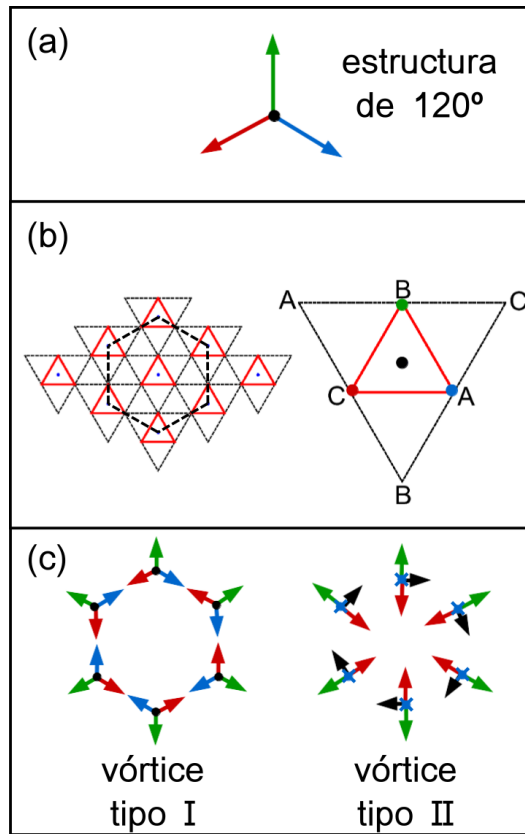 (a)
estructura
de 120º
(b)
B
A
C
C
A
B
(c)
vórtice
tipo I
vórtice
tipo II